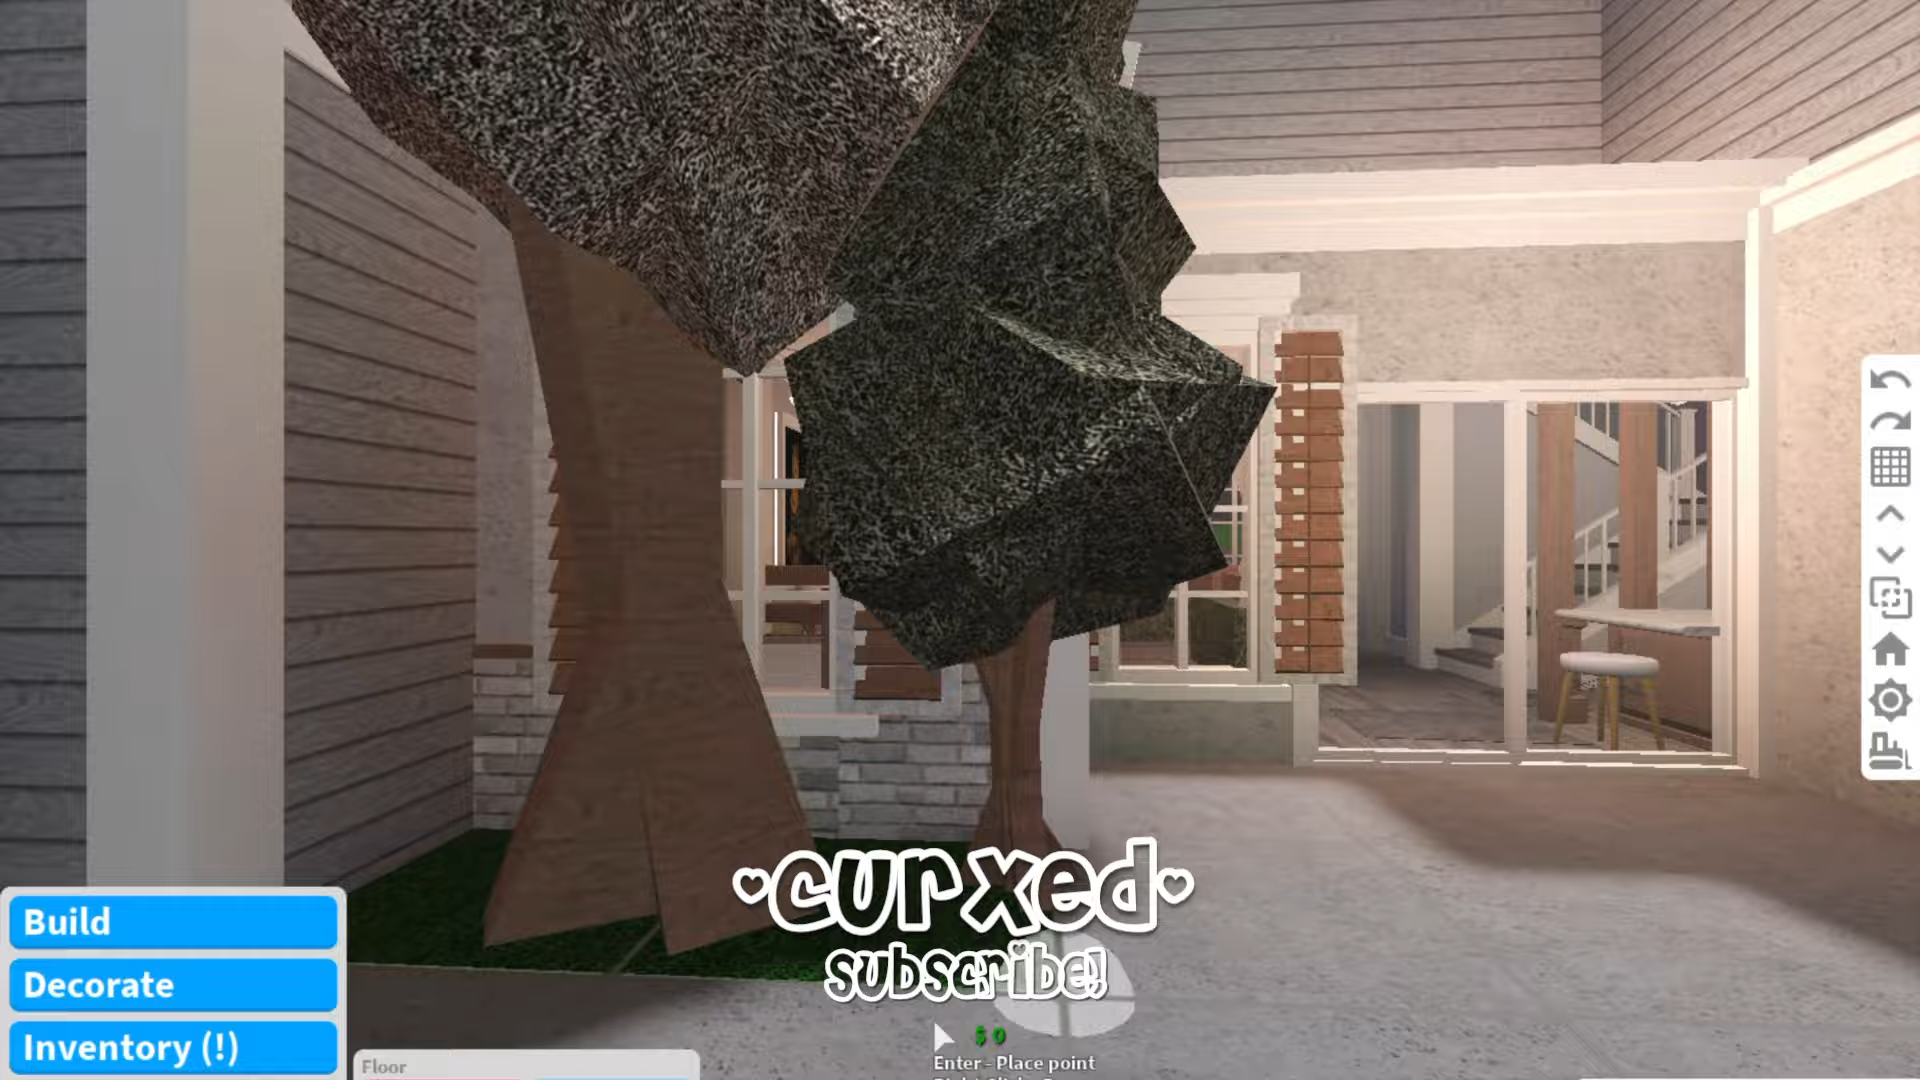 •curxed•
subscribe!
Build
Decorate
Inventory (!)
Floor
$ 0
Enter - Place point